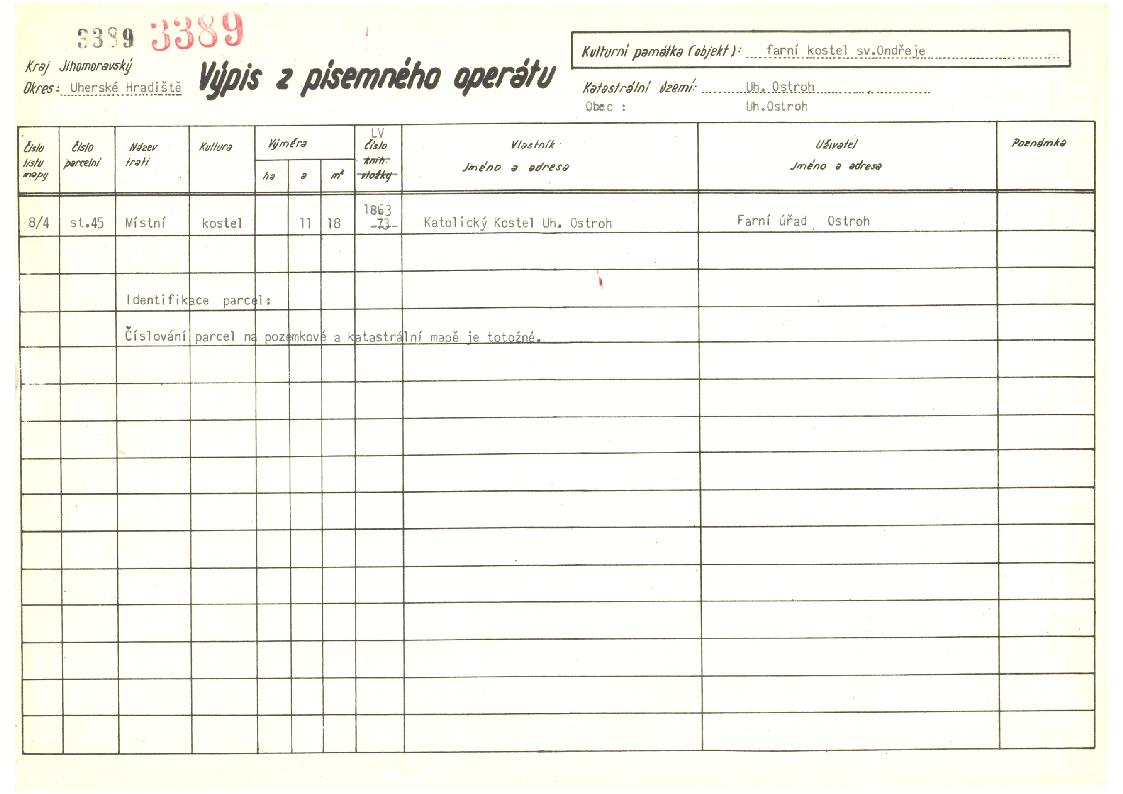 3389 3389
Kraj Jihomoravský
Okres: Uherské Hradiště
Výpis z písemného operátu
Kulturní památka (objekt): farní kostel sv.Ondřeje
Katastrální území: Uh. Ostroh
Obec : Uh.Ostroh
Číslo listu mapy
Číslo parcelní
Název trati
Kultura
Výměra
ha a m²
LV
číslo
knih.
vložky
Vlastník
Jméno a adresa
Uživatel
Jméno a adresa
Poznámka
1863
8/4 st.45 Místní kostel 11 18 -73- Katolický Kostel Uh. Ostroh Farní úřad Ostroh
Identifikace parcel:
Číslování parcel na pozemkové a katastrální mapě je totožné.